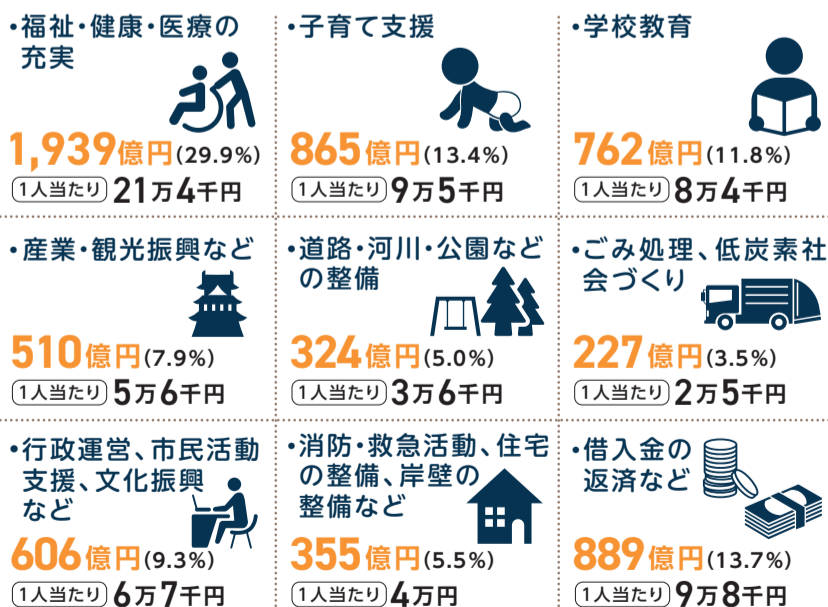 ・福祉・健康・医療の
充実
1,939億円(29.9%)
1人当たり 21万4千円
・子育て支援
865億円(13.4%)
1人当たり 9万5千円
・学校教育
762億円(11.8%)
1人当たり 8万4千円
・産業・観光振興など
510億円(7.9%)
1人当たり 5万6千円
・道路・河川・公園など
の整備
324億円(5.0%)
1人当たり 3万6千円
・ごみ処理、低炭素社
会づくり
227億円(3.5%)
1人当たり 2万5千円
・行政運営、市民活動
支援、文化振興
など
606億円(9.3%)
1人当たり 6万7千円
・消防・救急活動、住宅
の整備、岸壁の
整備など
355億円(5.5%)
1人当たり 4万円
・借入金の
返済など
889億円(13.7%)
1人当たり 9万8千円